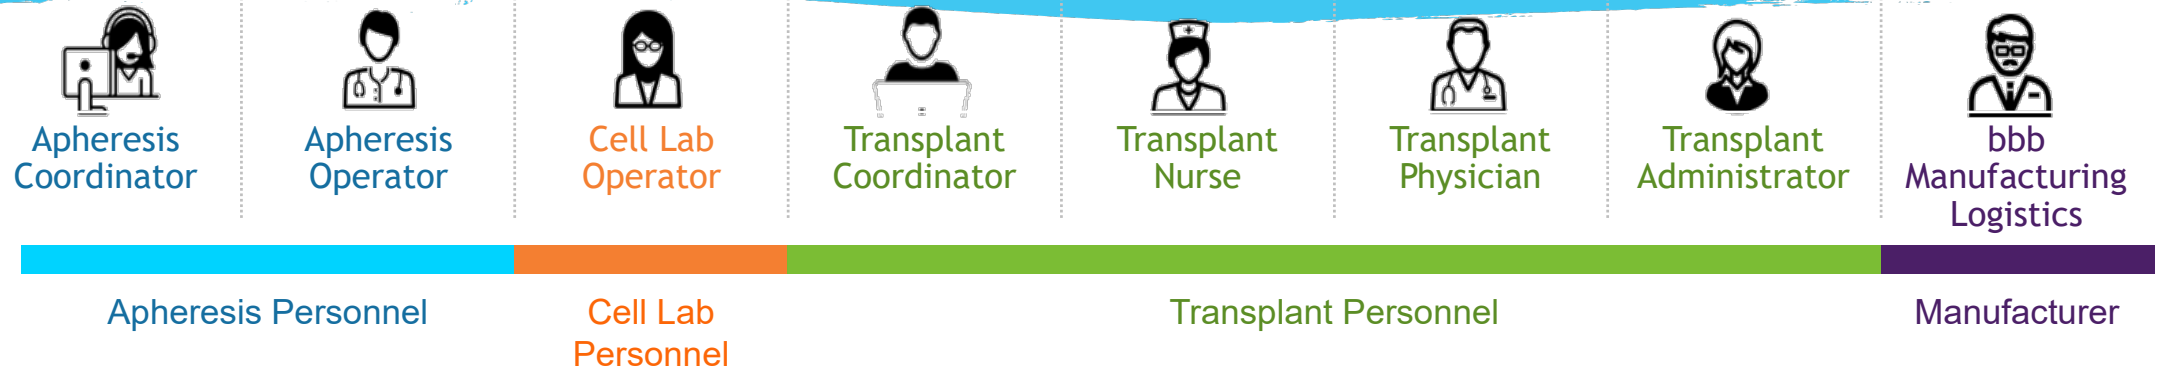 Apheresis
Coordinator
Apheresis
Operator
Cell Lab
Operator
Transplant
Coordinator
Transplant
Nurse
Transplant
Physician
Transplant
Administrator
bbb
Manufacturing
Logistics
Apheresis Personnel
Cell Lab
Personnel
Transplant Personnel
Manufacturer